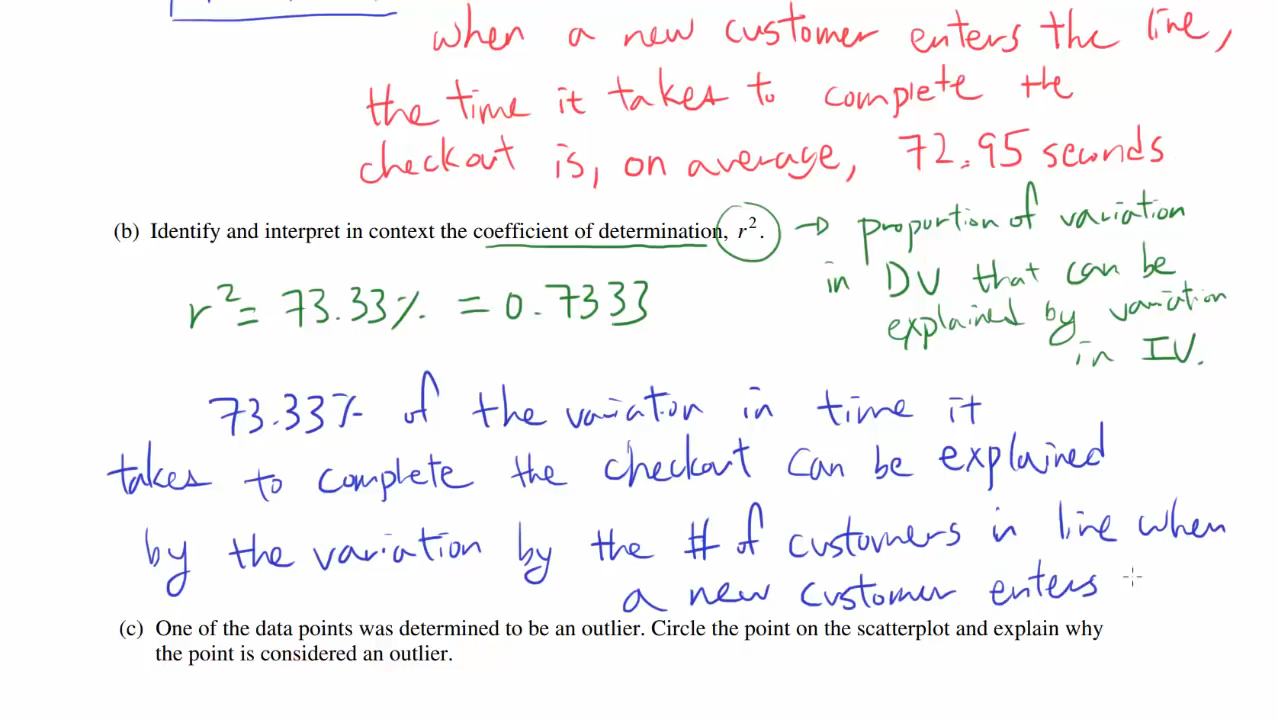 when a new customer enters the line,
the time it takes to complete the
checkout is, on average, 72.95 seconds
(b) Identify and interpret in context the coefficient of determination, r².
→ proportion of variation
in DV that can be
explained by variation
in IV.
r² = 73.33% = 0.7333
73.33% of the variaton in time it
takes to complete the checkout can be explained
by the variation by the # of customers in line when
a new customer enters
(c) One of the data points was determined to be an outlier. Circle the point on the scatterplot and explain why
the point is considered an outlier.